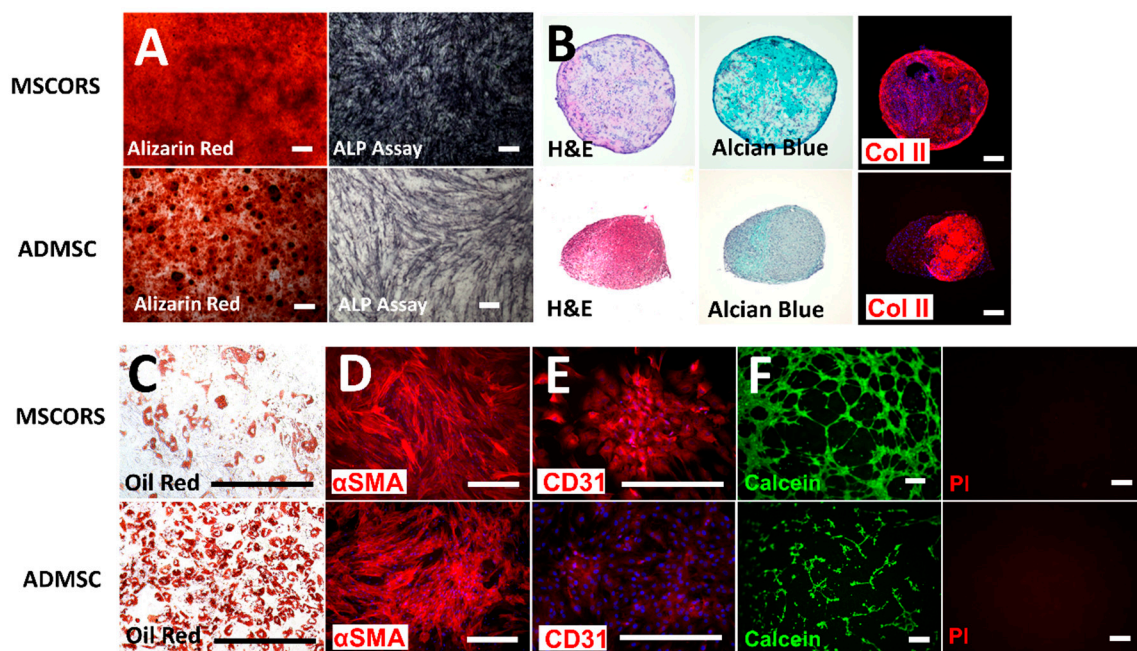 A
B
MSCORS
Alizarin Red
ALP Assay
H&E
Alcian Blue
Col II
ADMSC
Alizarin Red
ALP Assay
H&E
Alcian Blue
Col II
C
D
E
F
MSCORS
Oil Red
αSMA
CD31
Calcein
PI
ADMSC
Oil Red
αSMA
CD31
Calcein
PI